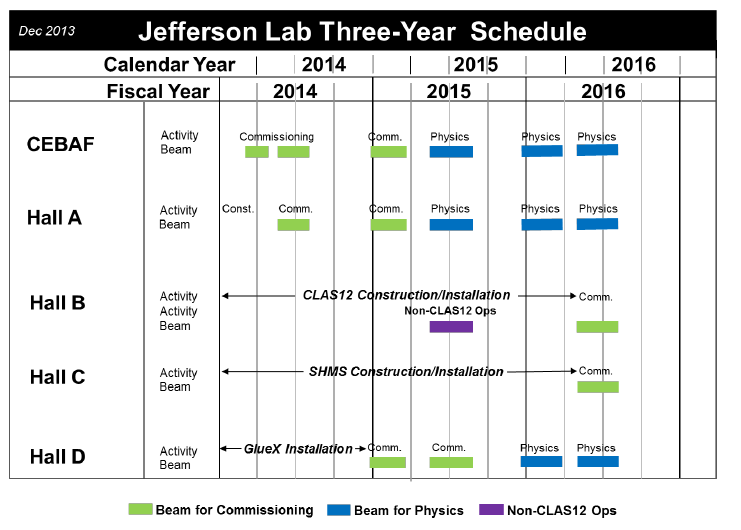 Dec 2013 Jefferson Lab Three-Year Schedule
Calendar Year 2014 2015 2016
Fiscal Year 2014 2015 2016
CEBAF Activity Commissioning Comm. Physics Physics Physics
Beam
Hall A Activity Const. Comm. Comm. Physics Physics Physics
Beam
Hall B Activity CLAS12 Construction/Installation Comm.
Activity Non-CLAS12 Ops
Beam
Hall C Activity SHMS Construction/Installation Comm.
Beam
Hall D Activity GlueX Installation Comm. Comm. Physics Physics
Beam
Beam for Commissioning Beam for Physics Non-CLAS12 Ops